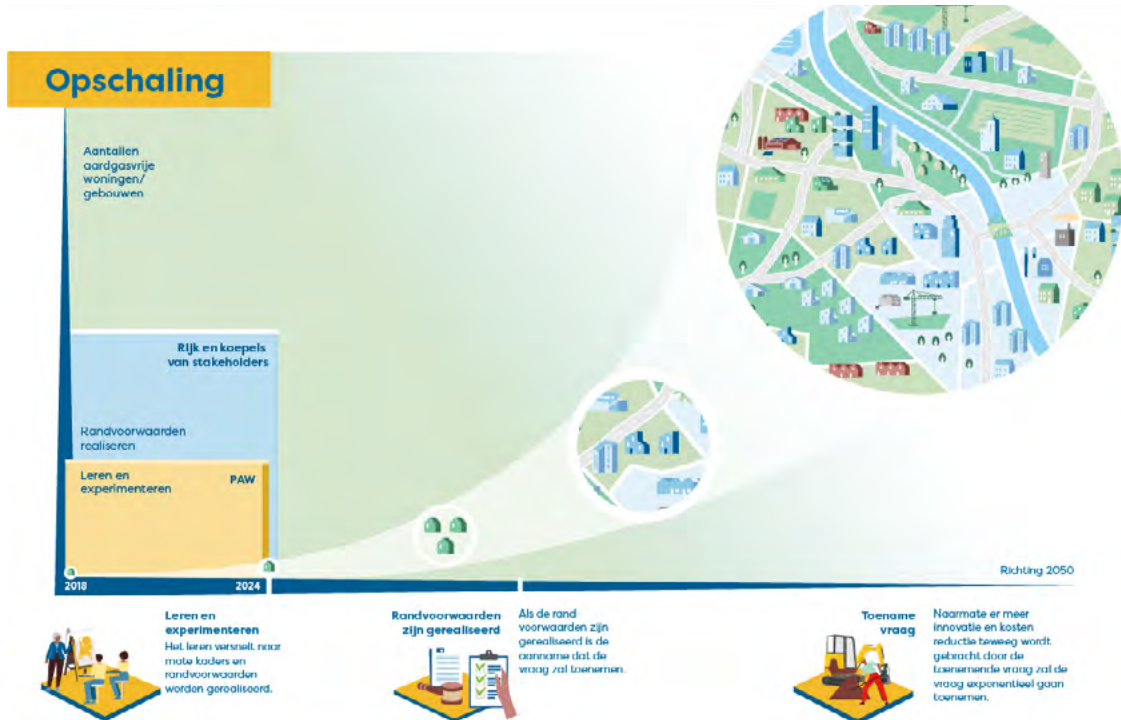 Opschaling
Aantallen
aardgasvrije
woningen/
gebouwen
Rijk en koepels
van stakeholders
Randvoorwaarden
realiseren
Leren en
experimenteren
PAW
2018
2024
Richting 2050
Leren en
experimenteren
Het leren versnelt naar
mate kaders en
randvoorwaarden
worden gerealiseerd.
Randvoorwaarden
zijn gerealiseerd
Als de rand
voorwaarden zijn
gerealiseerd is de
aanname dat de
vraag zal toenemen.
Toename
vraag
Naarmate er meer
innovatie en kosten
reductie teweeg wordt
gebracht door de
toenemende vraag zal de
vraag exponentieel gaan
toenemen.